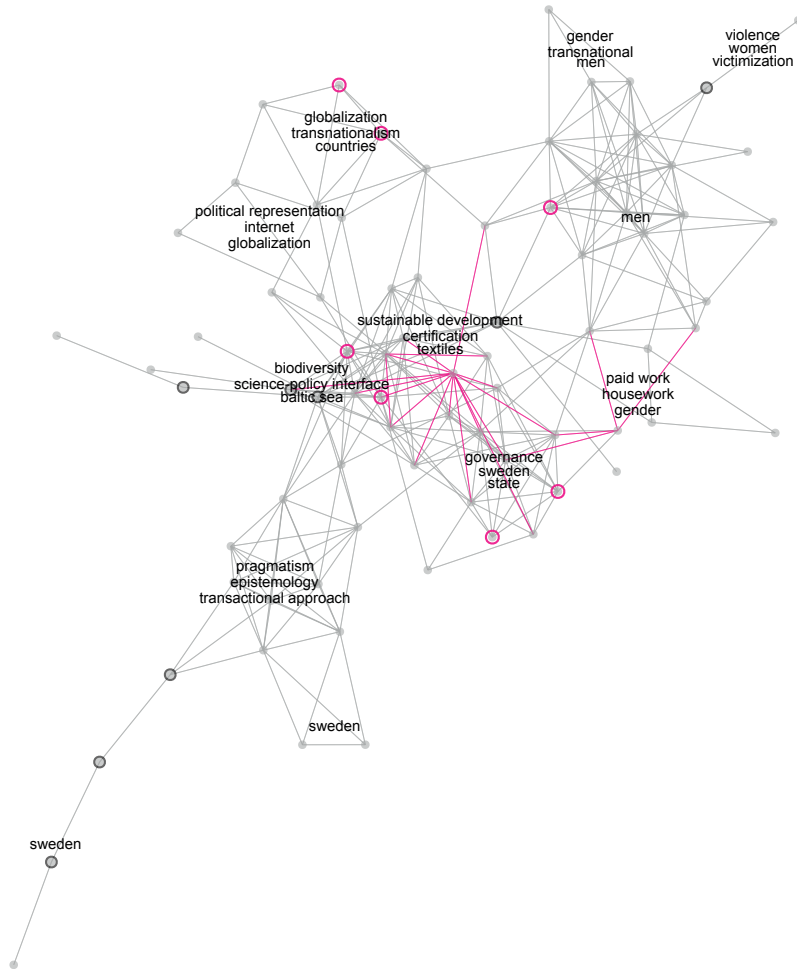 gender
transnational
men
violence
women
victimization
globalization
transnationalism
countries
political representation
internet
globalization
men
sustainable development
certification
textiles
biodiversity
science-policy interface
baltic sea
paid work
housework
gender
governance
sweden
state
pragmatism
epistemology
transactional approach
sweden
sweden